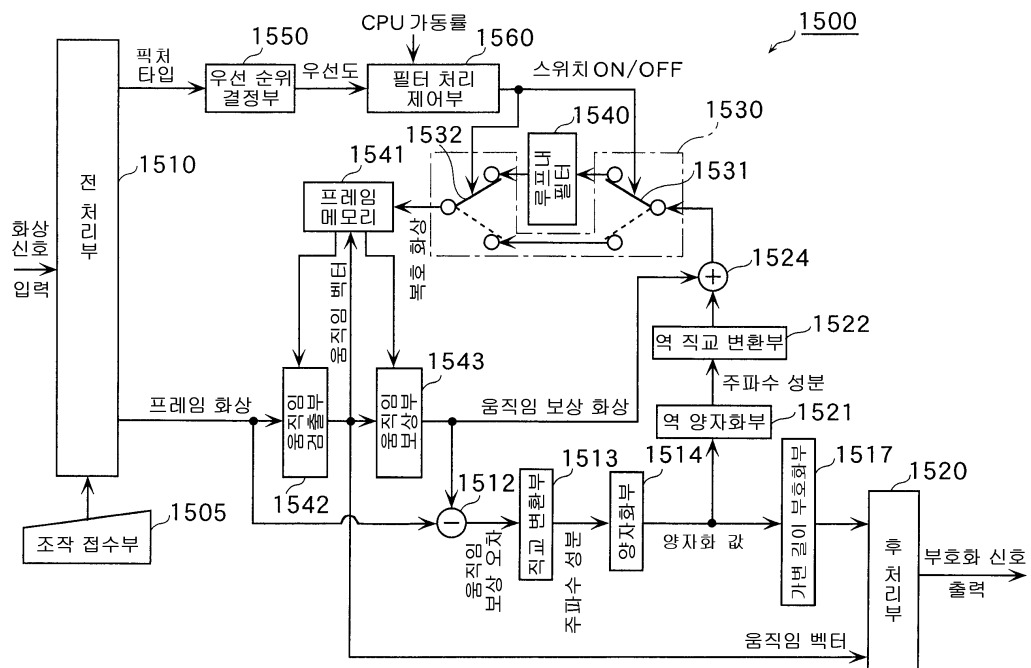 CPU 가동률
1500
1550
1560
픽처
타입
우선 순위
결정부
우선도
필터 처리
제어부
스위치 ON/OFF
1540
1530
1532
1541
1510
루프내
필터
1531
프레임
메모리
전 처리부
화상
신호
입력
복호 화상
움직임 벡터
1524
1522
역 직교 변환부
1543
주파수 성분
프레임 화상
움직임
검출부
움직임
보상부
움직임 보상 화상
역 양자화부
1521
1542
1512
1513
1514
1517
1520
1505
조작 접수부
직교 변환부
양자화부
양자화 값
가변 길이 부호화부
후 처리부
부호화 신호
출력
움직임
보상 오차
주파수 성분
움직임 벡터